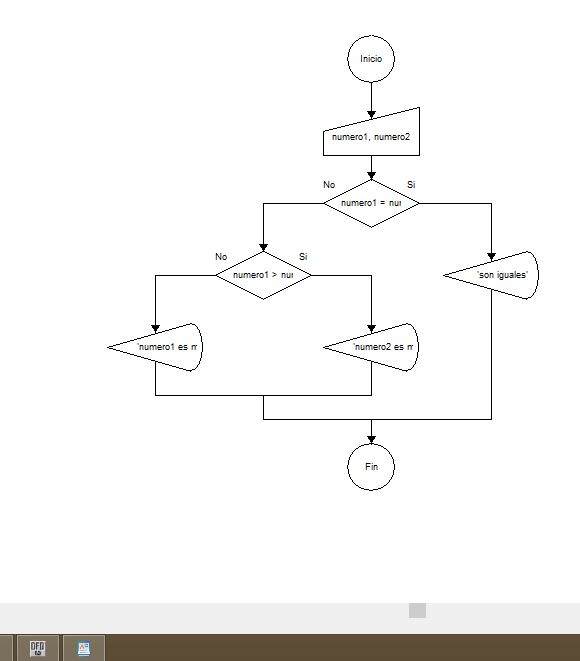 Inicio
numero1, numero2
No
Si
numero1 = nu
No
Si
numero1 > nu
'son iguales'
'numero1 es
'numero2 es
Fin
DFD